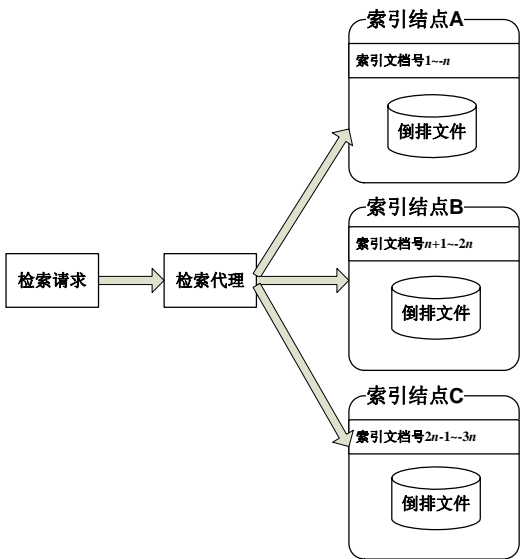 索引结点A
索引文档号1~-n
倒排文件
索引结点B
索引文档号n+1~-2n
倒排文件
检索请求
检索代理
索引结点C
索引文档号2n-1~-3n
倒排文件